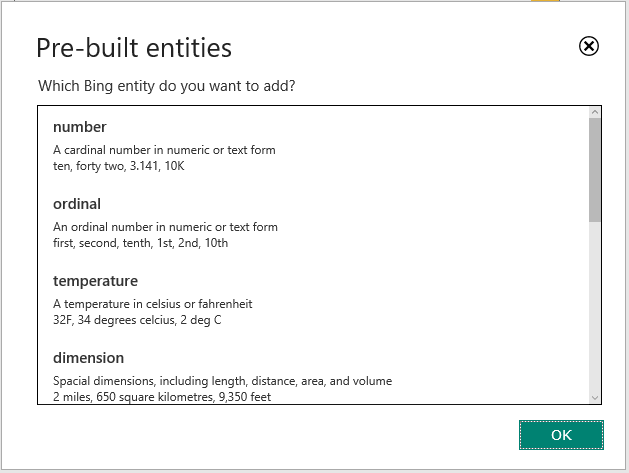 Pre-built entities
Which Bing entity do you want to add?
number
A cardinal number in numeric or text form
ten, forty two, 3.141, 10K
ordinal
An ordinal number in numeric or text form
first, second, tenth, 1st, 2nd, 10th
temperature
A temperature in celsius or fahrenheit
32F, 34 degrees celcius, 2 deg C
dimension
Spacial dimensions, including length, distance, area, and volume
2 miles, 650 square kilometres, 9,350 feet
OK